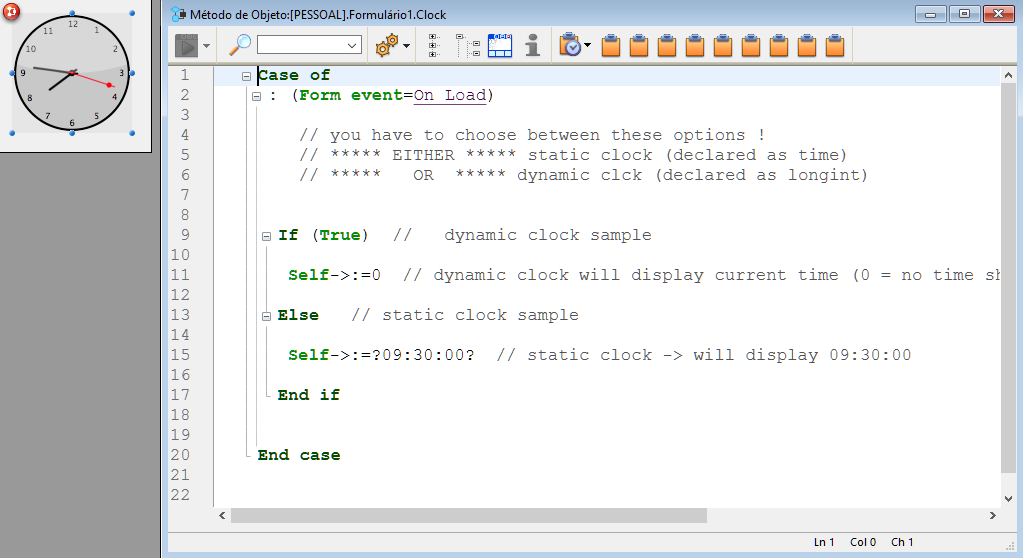 Método de Objeto:[PESSOAL].Formulário1.Clock
12
11 1
10 2
9 3
8 4
7 5
6
1 Case of
2 : (Form event=On Load)
3
4 // you have to choose between these options !
5 // ***** EITHER ***** static clock (declared as time)
6 // ***** OR ***** dynamic clck (declared as longint)
7
8
9 If (True) // dynamic clock sample
10
11 Self->:=0 // dynamic clock will display current time (0 = no time sh
12
13 Else // static clock sample
14
15 Self->:=?09:30:00? // static clock -> will display 09:30:00
16
17 End if
18
19
20 End case
21
22
Ln 1 Col 0 Ch 1